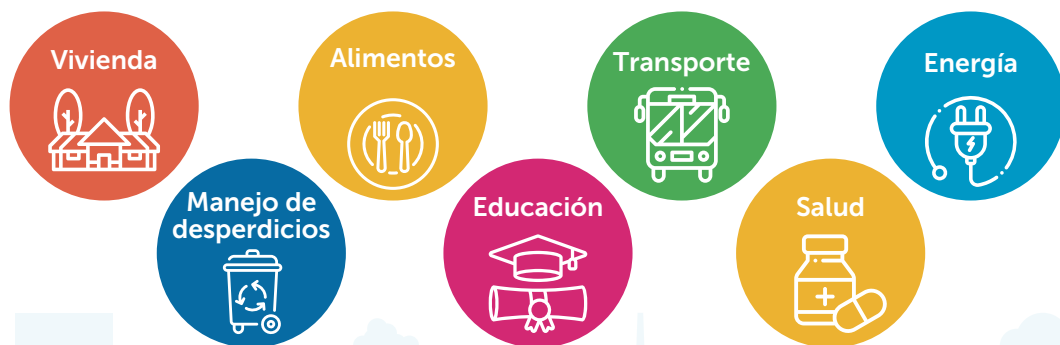 Vivienda
Alimentos
Transporte
Energía
Manejo de
desperdicios
Educación
Salud